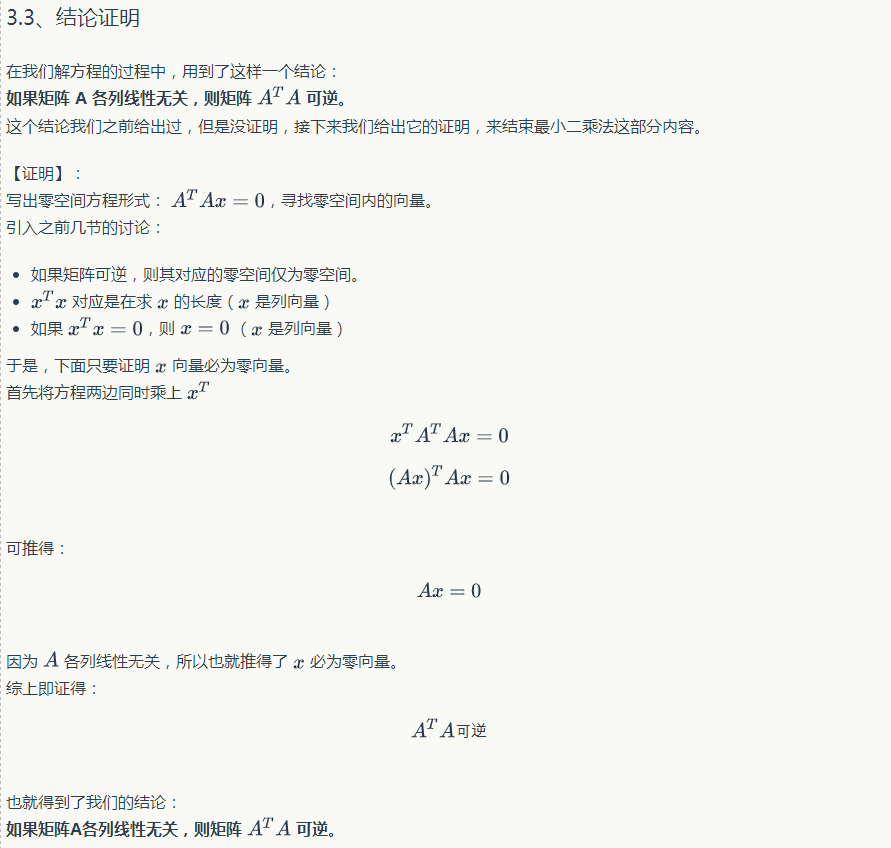 3.3、结论证明
在我们解方程的过程中，用到了这样一个结论：
如果矩阵 A 各列线性无关，则矩阵 $A^T A$ 可逆。
这个结论我们之前给出过，但是没证明，接下来我们给出它的证明，来结束最小二乘法这部分内容。
【证明】：
写出零空间方程形式： $A^T Ax = 0$，寻找零空间内的向量。
引入之前几节的讨论：
• 如果矩阵可逆，则其对应的零空间仅为零空间。
• $x^T x$ 对应是在求 $x$ 的长度（ $x$ 是列向量）
• 如果 $x^T x = 0$，则 $x = 0$ （ $x$ 是列向量）
于是，下面只要证明 $x$ 向量必为零向量。
首先将方程两边同时乘上 $x^T$
$x^T A^T Ax = 0$
$(Ax)^T Ax = 0$
可推得：
$Ax = 0$
因为 $A$ 各列线性无关，所以也就推得了 $x$ 必为零向量。
综上即证得：
$A^T A$可逆
也就得到了我们的结论：
如果矩阵A各列线性无关，则矩阵 $A^T A$ 可逆。